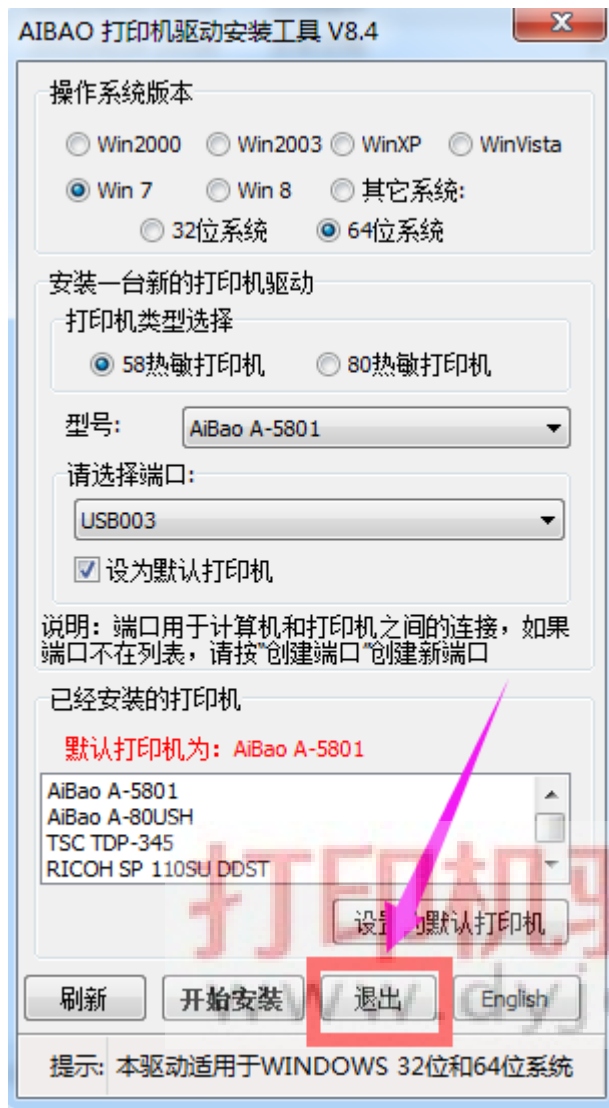 AIBAO 打印机驱动安装工具 V8.4
操作系统版本
Win2000 Win2003 WinXP WinVista
Win 7 Win 8 其它系统:
32位系统 64位系统
安装一台新的打印机驱动
打印机类型选择
58热敏打印机 80热敏打印机
型号: AiBao A-5801
请选择端口:
USB003
设为默认打印机
说明: 端口用于计算机和打印机之间的连接，如果
端口不在列表，请按"创建端口"创建新端口
已经安装的打印机
默认打印机为: AiBao A-5801
AiBao A-5801
AiBao A-80USH
TSC TDP-345
RICOH SP 110SU DDST
打印机驱
设置为默认打印机
www.dyj
刷新 开始安装 退出 English
提示: 本驱动适用于WINDOWS 32位和64位系统